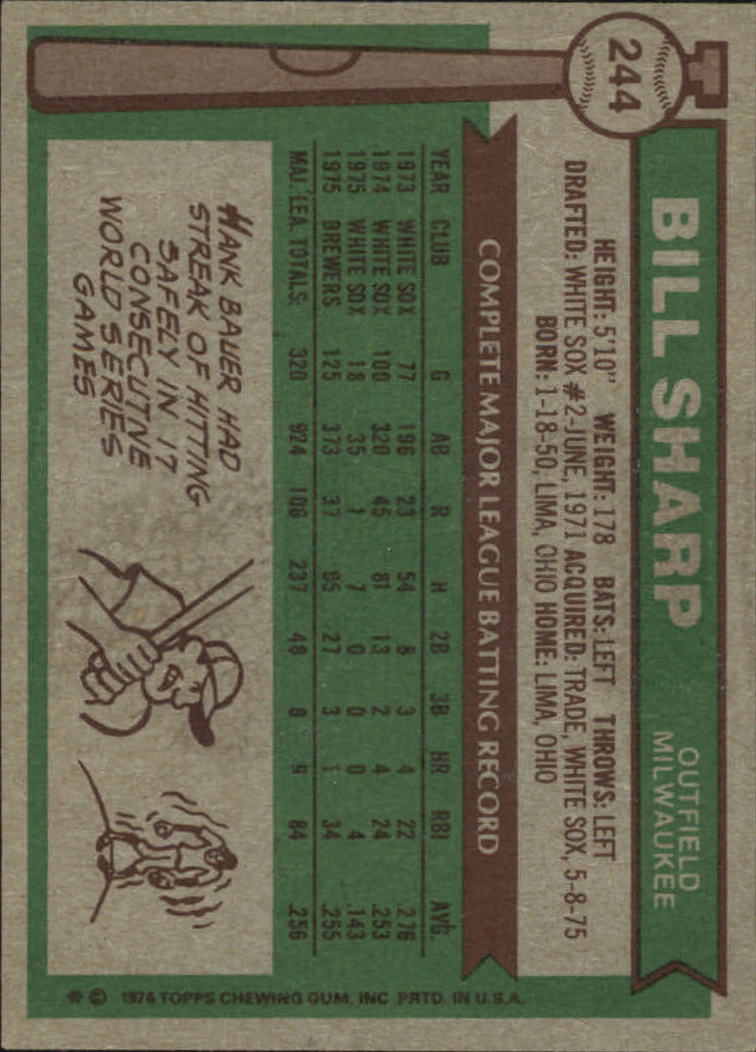 244
BILL SHARP
OUTFIELD
MILWAUKEE
HEIGHT: 5'10" WEIGHT: 178 BATS: LEFT THROWS: LEFT
DRAFTED: WHITE SOX #2-JUNE, 1971 ACQUIRED: TRADE, WHITE SOX, 5-8-75
BORN: 1-18-50, LIMA, OHIO HOME: LIMA, OHIO
COMPLETE MAJOR LEAGUE BATTING RECORD
YEAR CLUB G AB R H 2B 3B HR RBI AVG.
1973 WHITE SOX 77 196 23 54 8 3 4 22 .276
1974 WHITE SOX 100 320 45 81 13 2 4 24 .253
1975 WHITE SOX 18 35 1 7 0 0 0 4 .143
1975 BREWERS 125 373 37 95 27 3 1 34 .255
MAJ. LEA. TOTALS: 320 924 106 237 48 8 9 84 .256
HANK BAUER HAD
STREAK OF HITTING
SAFELY IN 17
CONSECUTIVE
WORLD SERIES
GAMES
* © 1976 TOPPS CHEWING GUM, INC PRTD. IN U.S.A.